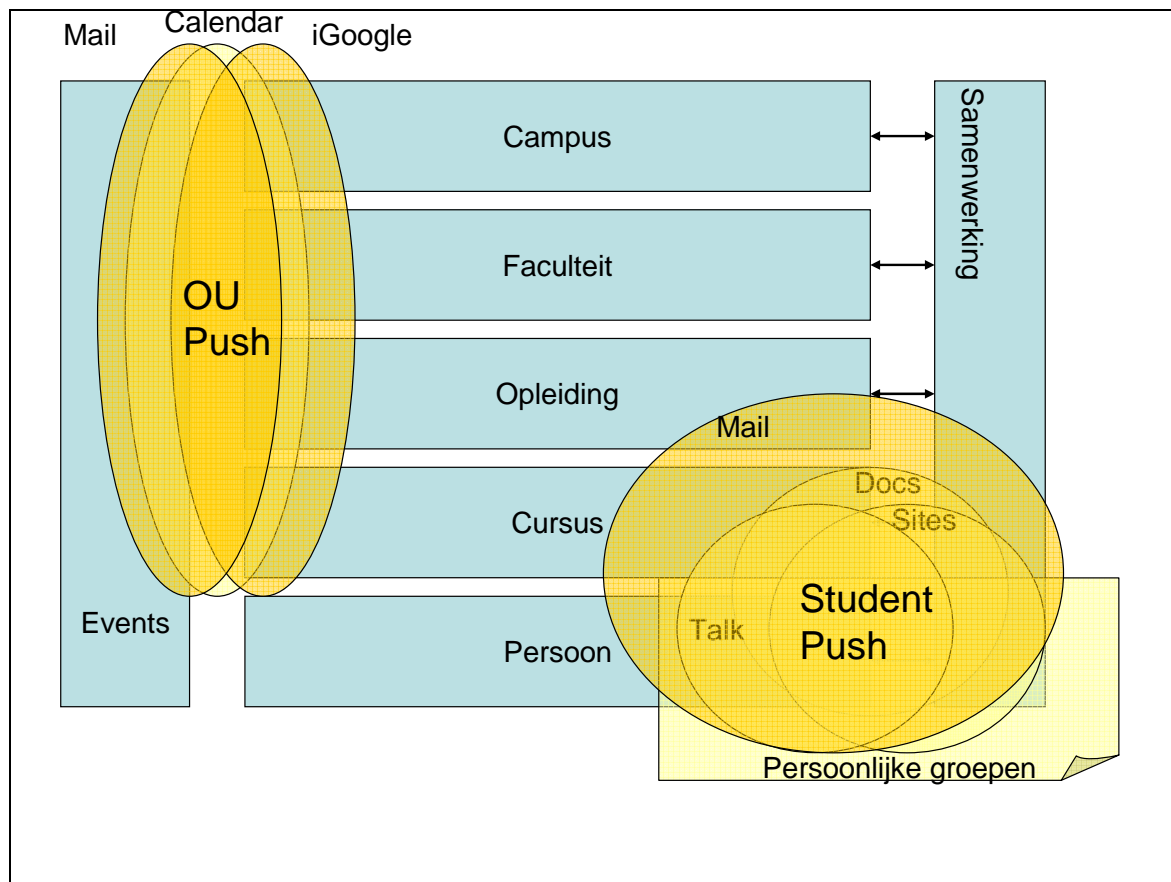 Calendar
Mail
iGoogle
Campus
Samenwerking
Faculteit
OU
Push
Opleiding
Mail
Docs
Cursus
Sites
Events
Student
Talk
Push
Persoon
Persoonlijke groepen